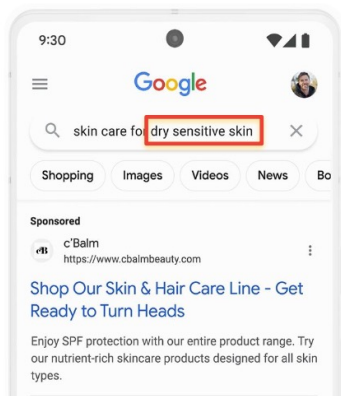 9:30
Google
skin care for dry sensitive skin
Shopping Images Videos News Bo
Sponsored
cB
c'Balm
https://www.cbalmbeauty.com
Shop Our Skin & Hair Care Line - Get
Ready to Turn Heads
Enjoy SPF protection with our entire product range. Try
our nutrient-rich skincare products designed for all skin
types.